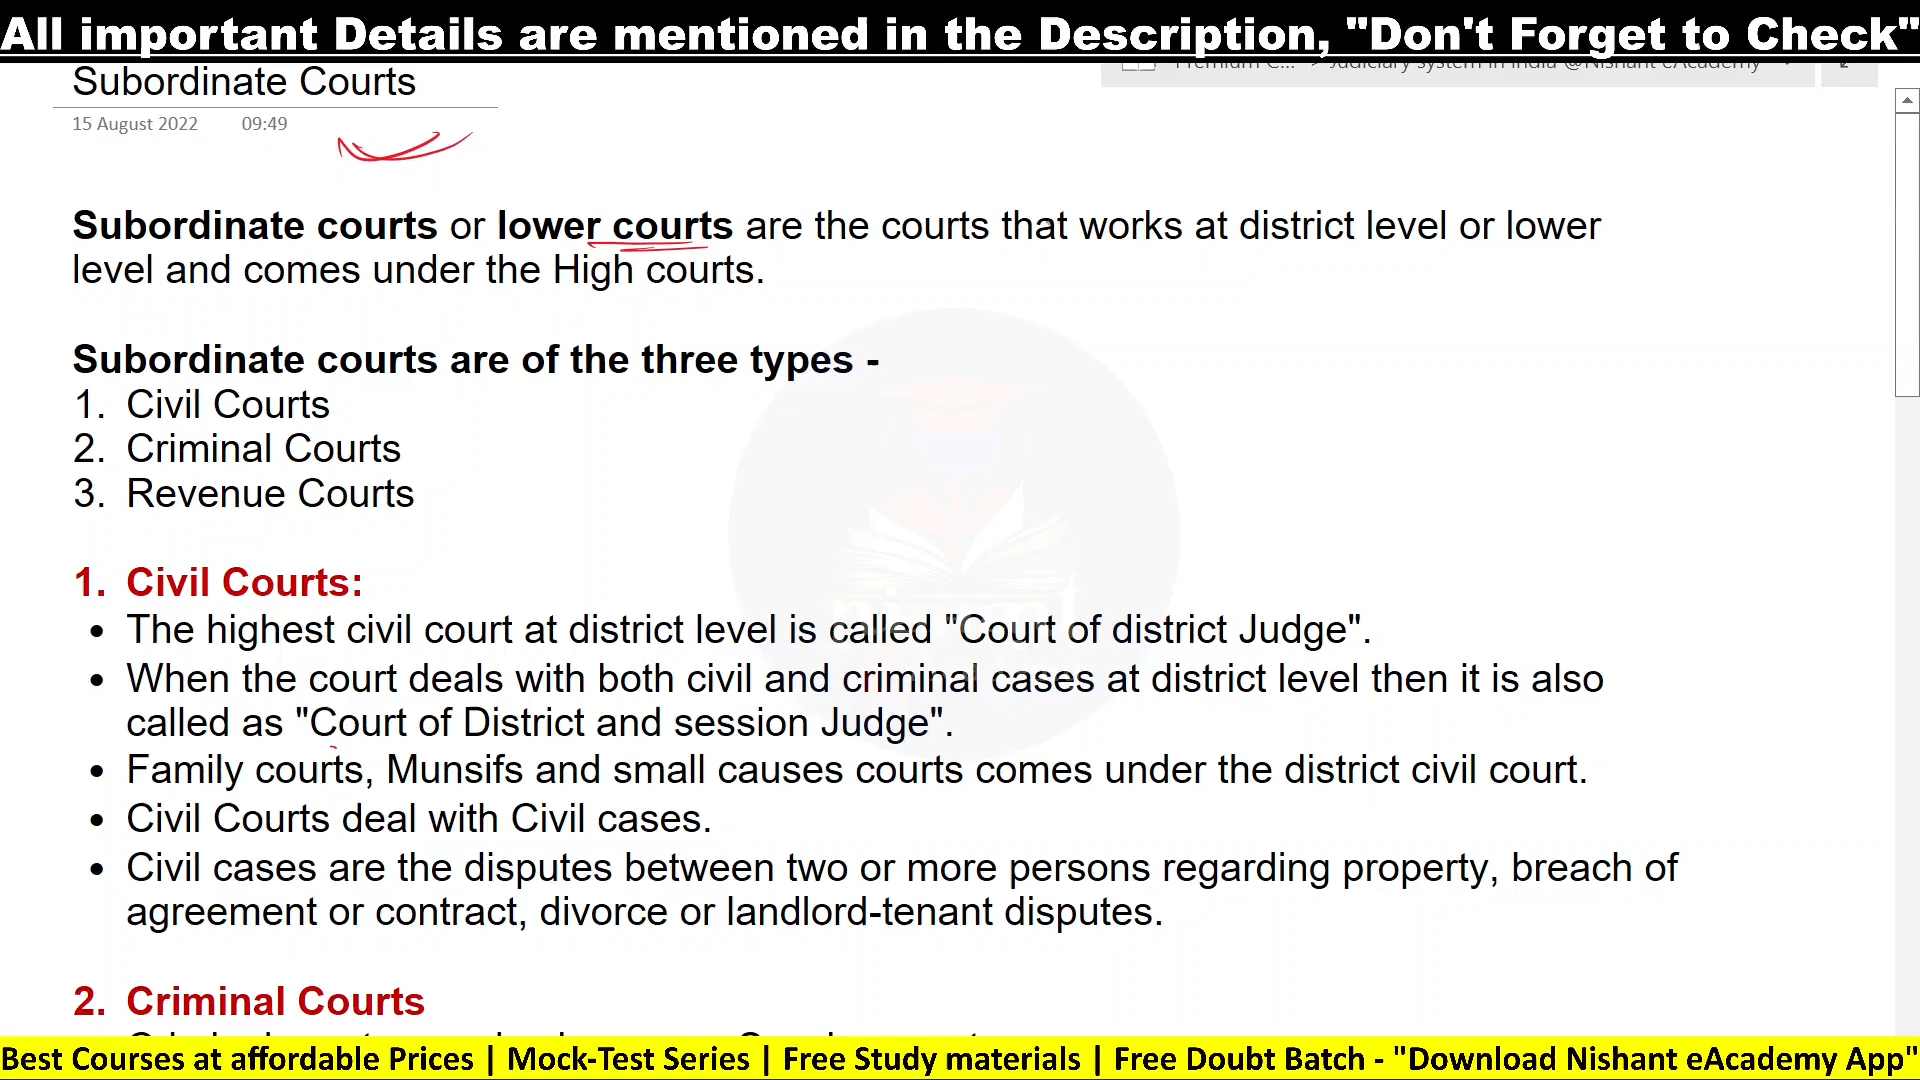 All important Details are mentioned in the Description, "Don't Forget to Check"
Subordinate Courts
Judiciary system in India @Nishant eAcademy
15 August 2022 09:49
Subordinate courts or lower courts are the courts that works at district level or lower
level and comes under the High courts.
Subordinate courts are of the three types -
1. Civil Courts
2. Criminal Courts
3. Revenue Courts
1. Civil Courts:
• The highest civil court at district level is called "Court of district Judge".
• When the court deals with both civil and criminal cases at district level then it is also
called as "Court of District and session Judge".
• Family courts, Munsifs and small causes courts comes under the district civil court.
• Civil Courts deal with Civil cases.
• Civil cases are the disputes between two or more persons regarding property, breach of
agreement or contract, divorce or landlord-tenant disputes.
2. Criminal Courts
Best Courses at affordable Prices | Mock-Test Series | Free Study materials | Free Doubt Batch - "Download Nishant eAcademy App"